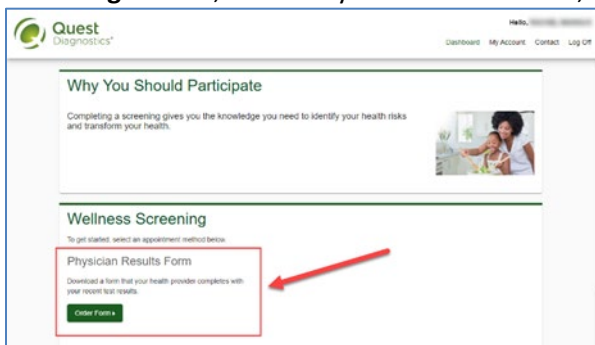 Quest
Diagnostics®
Hello,
Dashboard My Account Contact Log Off
Why You Should Participate
Completing a screening gives you the knowledge you need to identify your health risks
and transform your health.
Wellness Screening
To get started, select an appointment method below.
Physician Results Form
Download a form that your health provider completes with
your recent test results.
Order Form